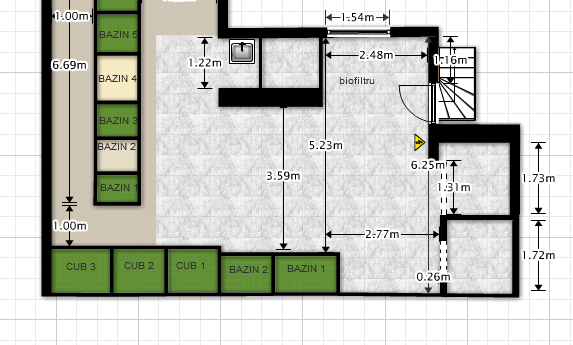 1.00m
1.54m
BAZIN 5
2.48m
1.16m
1.22m
6.69m
BAZIN 4
biofiltru
BAZIN 3
5.23m
BAZIN 2
6.25m
3.59m
1.73m
BAZIN 1
1.31m
1.00m
2.77m
1.72m
CUB 3
CUB 2
CUB 1
BAZIN 2
BAZIN 1
0.26m